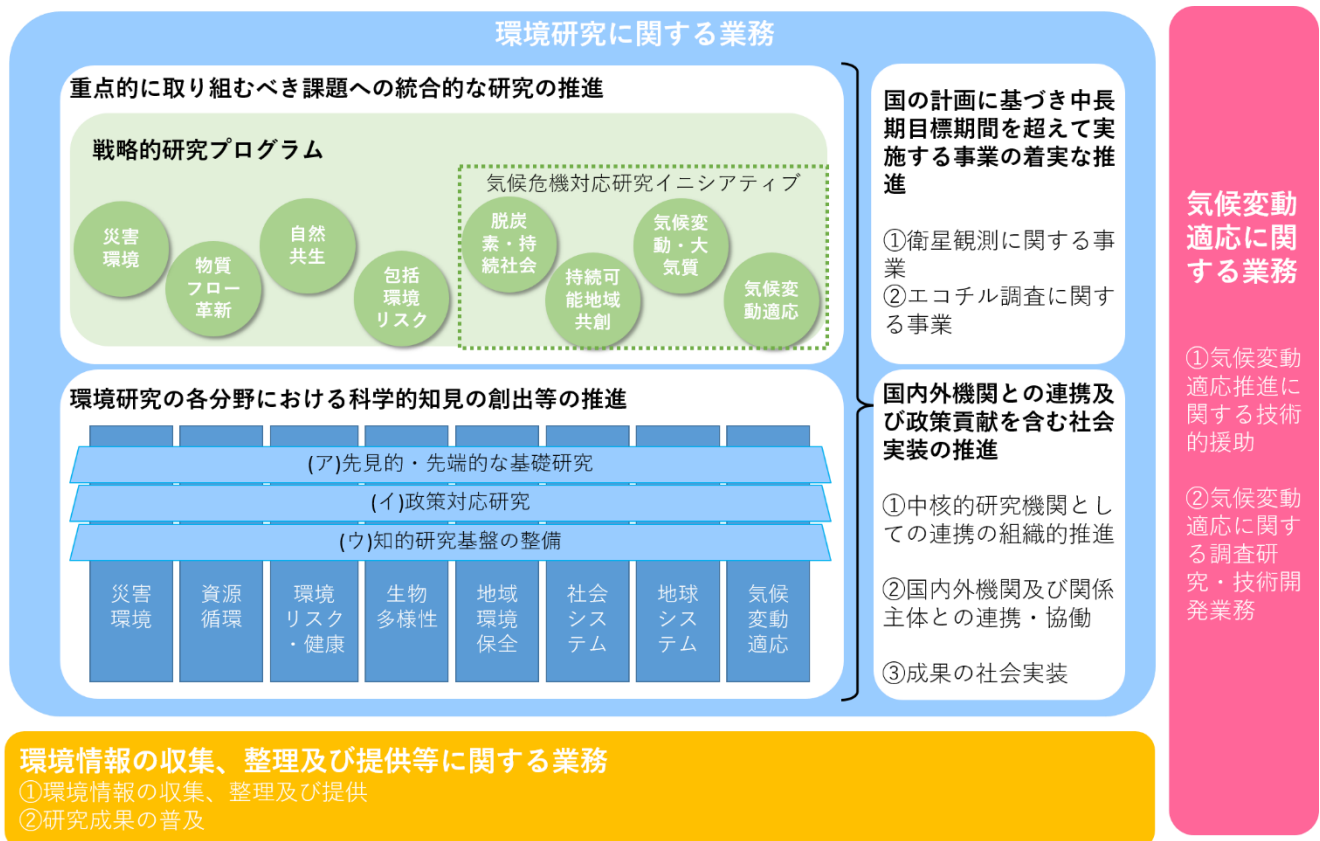 環境研究に関する業務
重点的に取り組むべき課題への統合的な研究の推進
戦略的研究プログラム
気候危機対応研究イニシアティブ
災害
環境
物質
フロー
革新
自然
共生
包括
環境
リスク
脱炭
素・持
続社会
持続可
能地域
共創
気候変
動・大
気質
気候変
動適応
環境研究の各分野における科学的知見の創出等の推進
(ア)先見的・先端的な基礎研究
(イ)政策対応研究
(ウ)知的研究基盤の整備
災害
環境
資源
循環
環境
リスク
・健康
生物
多様性
地域
環境
保全
社会
シス
テム
地球
シス
テム
気候
変動
適応
国の計画に基づき中長
期目標期間を超えて実
施する事業の着実な推
進
①衛星観測に関する事
業
②エコチル調査に関す
る事業
国内外機関との連携及
び政策貢献を含む社会
実装の推進
①中核的研究機関とし
ての連携の組織的推進
②国内外機関及び関係
主体との連携・協働
③成果の社会実装
気候変動
適応に関
する業務
①気候変動
適応推進に
関する技術
的援助
②気候変動
適応に関す
る調査研
究・技術開
発業務
環境情報の収集、整理及び提供等に関する業務
①環境情報の収集、整理及び提供
②研究成果の普及